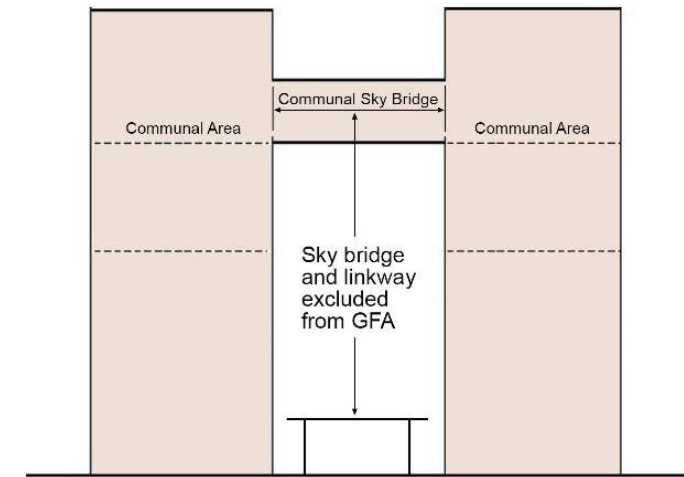 Communal Sky Bridge
Communal Area
Communal Area
Sky bridge
and linkway
excluded
from GFA